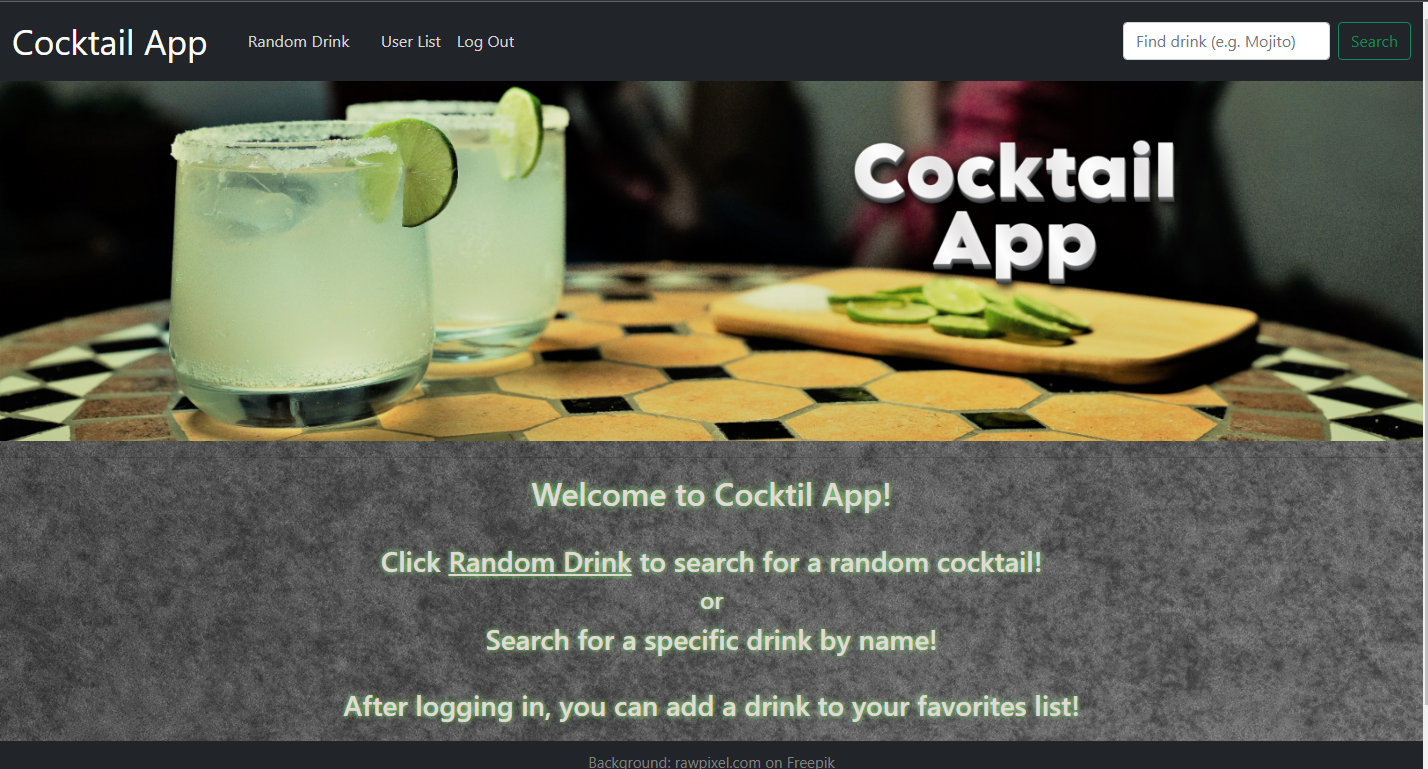 Cocktail App Random Drink User List Log Out Find drink (e.g. Mojito) Search
Cocktail
App
Welcome to Cocktil App!
Click Random Drink to search for a random cocktail!
or
Search for a specific drink by name!
After logging in, you can add a drink to your favorites list!
Background: rawpixel.com on Freepik